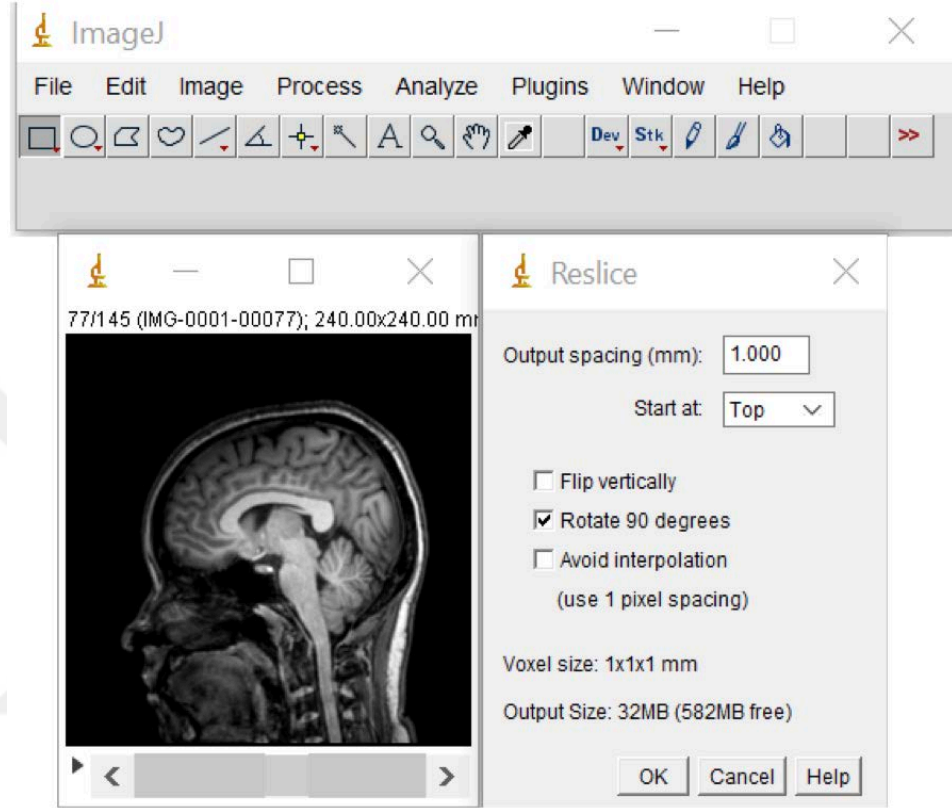 ImageJ
File Edit Image Process Analyze Plugins Window Help
A Dev Stk >>
77/145 (IMG-0001-00077); 240.00x240.00
Reslice
Output spacing (mm): 1.000
Start at: Top
Flip vertically
Rotate 90 degrees
Avoid interpolation
(use 1 pixel spacing)
Voxel size: 1x1x1 mm
Output Size: 32MB (582MB free)
OK Cancel Help